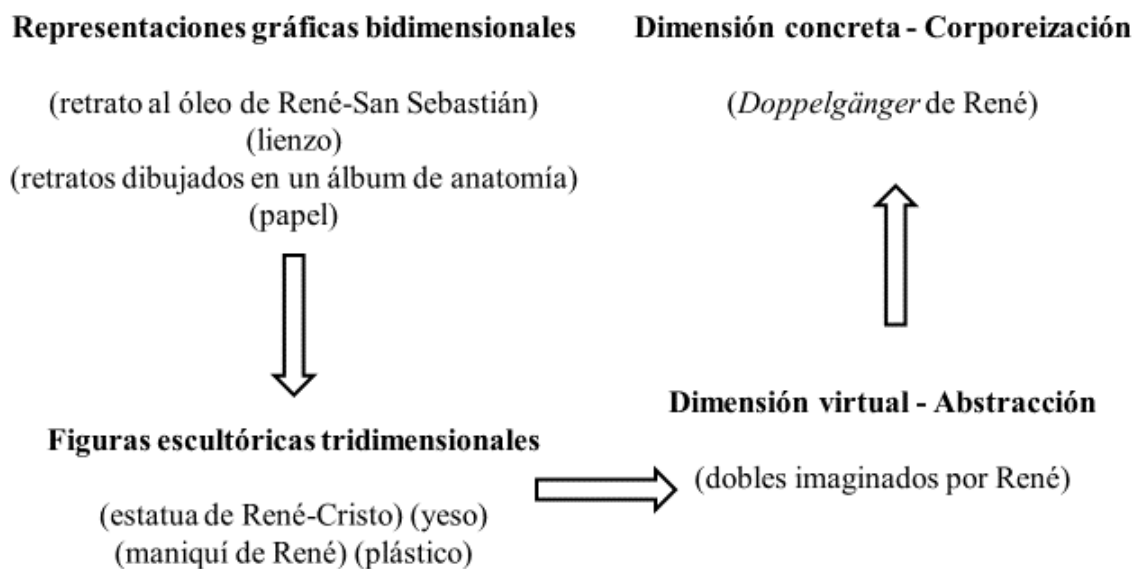 Representaciones gráficas bidimensionales
(retrato al óleo de René-San Sebastián)
(lienzo)
(retratos dibujados en un álbum de anatomía)
(papel)
Figuras escultóricas tridimensionales
(estatua de René-Cristo) (yeso)
(maniquí de René) (plástico)
Dimensión virtual - Abstracción
(dobles imaginados por René)
Dimensión concreta - Corporeización
(Doppelgänger de René)